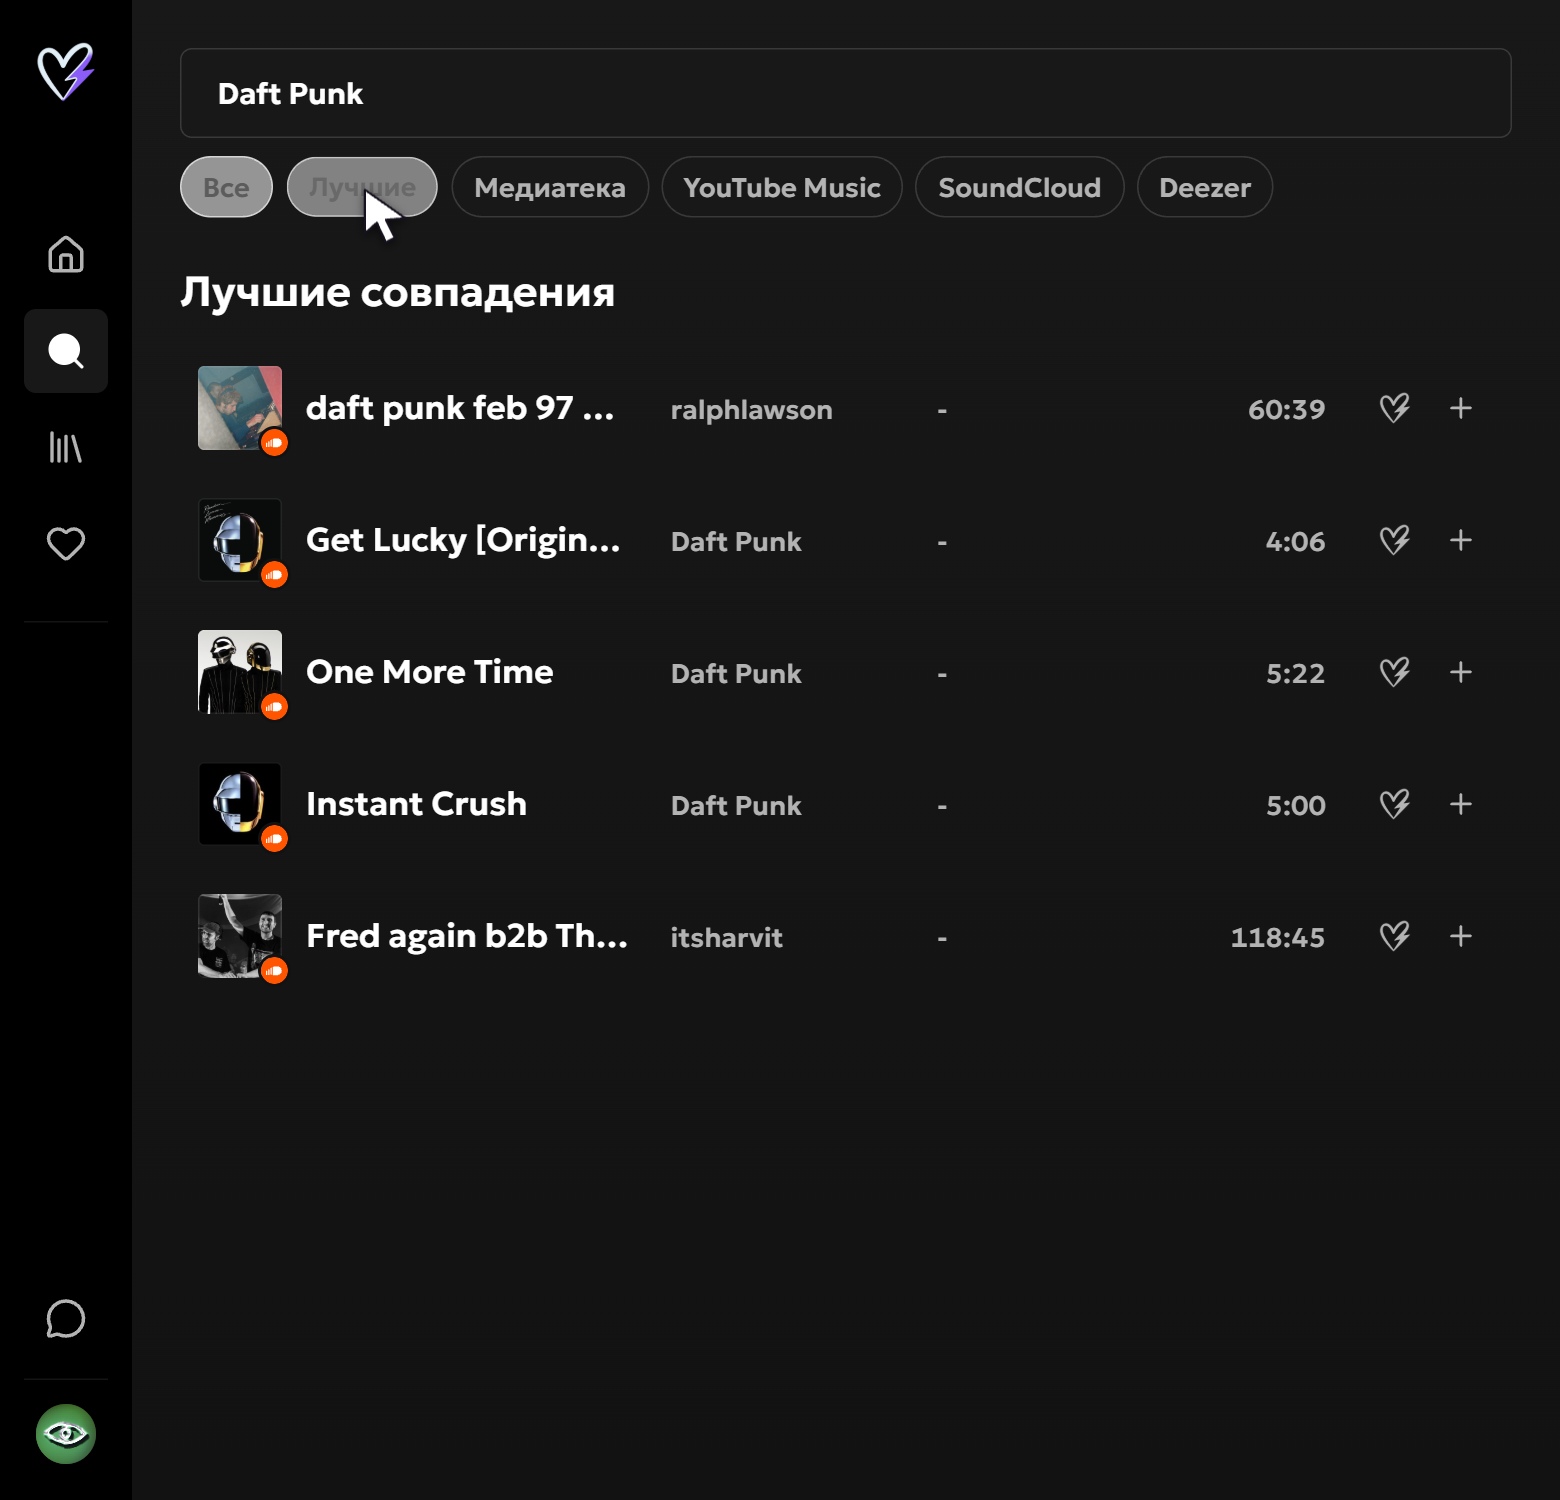 Daft Punk
Все Лучшие Медиатека YouTube Music SoundCloud Deezer
Лучшие совпадения
daft punk feb 97 ... ralphlawson - 60:39
Get Lucky [Origin... Daft Punk - 4:06
One More Time Daft Punk - 5:22
Instant Crush Daft Punk - 5:00
Fred again b2b Th... itsharvit - 118:45